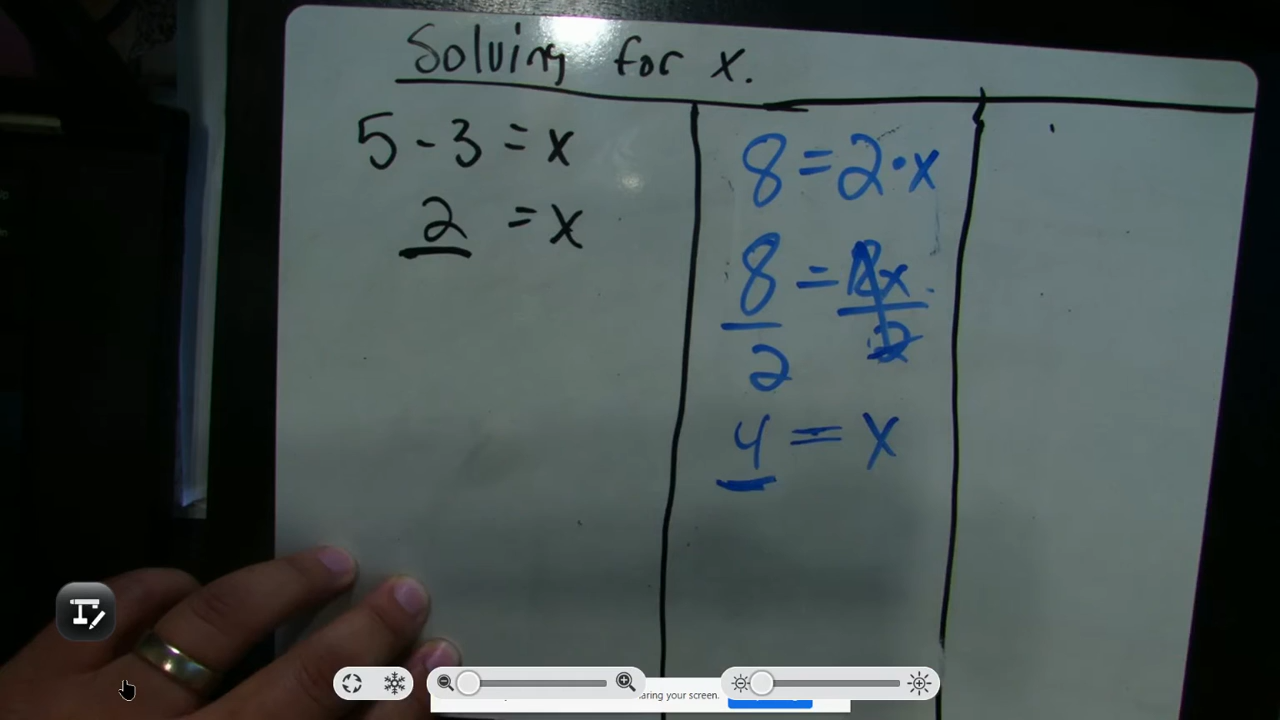 Solving for x.
5 - 3 = x
2 = x
8 = 2 • x
8 = 2x
2 2
4 = x
aring your screen.